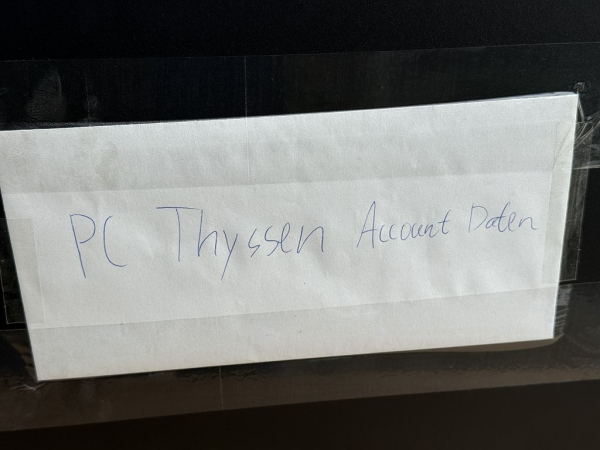 PC Thyssen Account Daten